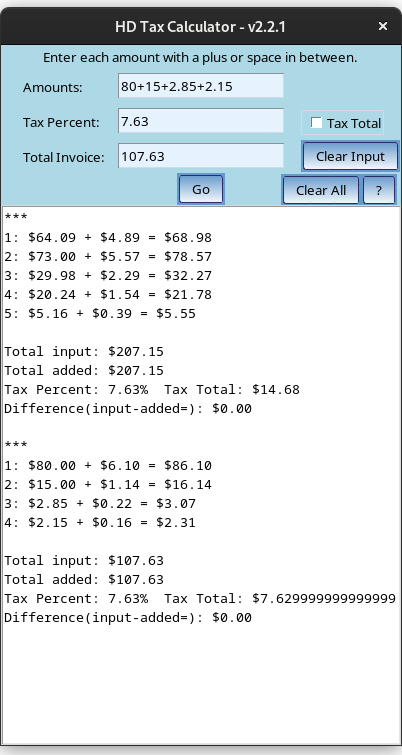 HD Tax Calculator - v2.2.1 ×
Enter each amount with a plus or space in between.
Amounts: 80+15+2.85+2.15
Tax Percent: 7.63 Tax Total
Total Invoice: 107.63 Clear Input
Go Clear All ?
***
1: $64.09 + $4.89 = $68.98
2: $73.00 + $5.57 = $78.57
3: $29.98 + $2.29 = $32.27
4: $20.24 + $1.54 = $21.78
5: $5.16 + $0.39 = $5.55
Total input: $207.15
Total added: $207.15
Tax Percent: 7.63%  Tax Total: $14.68
Difference(input-added=): $0.00
***
1: $80.00 + $6.10 = $86.10
2: $15.00 + $1.14 = $16.14
3: $2.85 + $0.22 = $3.07
4: $2.15 + $0.16 = $2.31
Total input: $107.63
Total added: $107.63
Tax Percent: 7.63%  Tax Total: $7.629999999999999
Difference(input-added=): $0.00